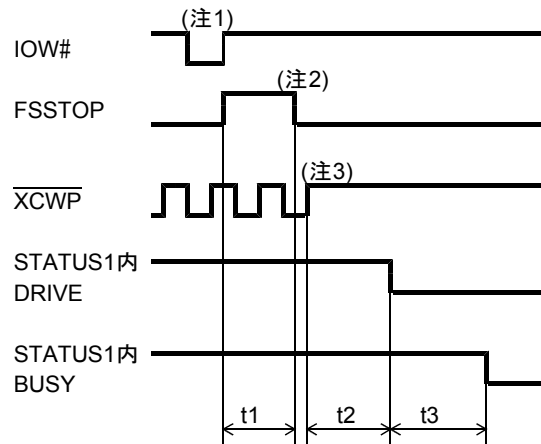 (注1)
IOW#
(注2)
FSSTOP
(注3)
XCWP
STATUS1内
DRIVE
STATUS1内
BUSY
t1
t2
t3